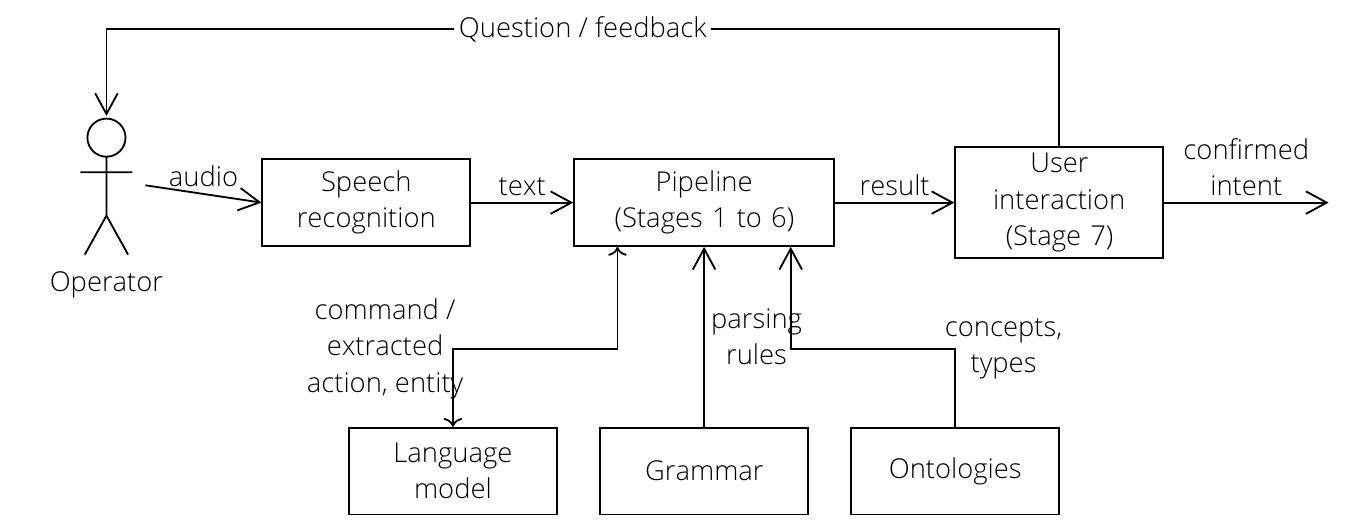 Question / feedback
audio
Speech
recognition
text
Pipeline
(Stages 1 to 6)
result
User
interaction
(Stage 7)
confirmed
intent
Operator
command /
extracted
action, entity
parsing
rules
concepts,
types
Language
model
Grammar
Ontologies